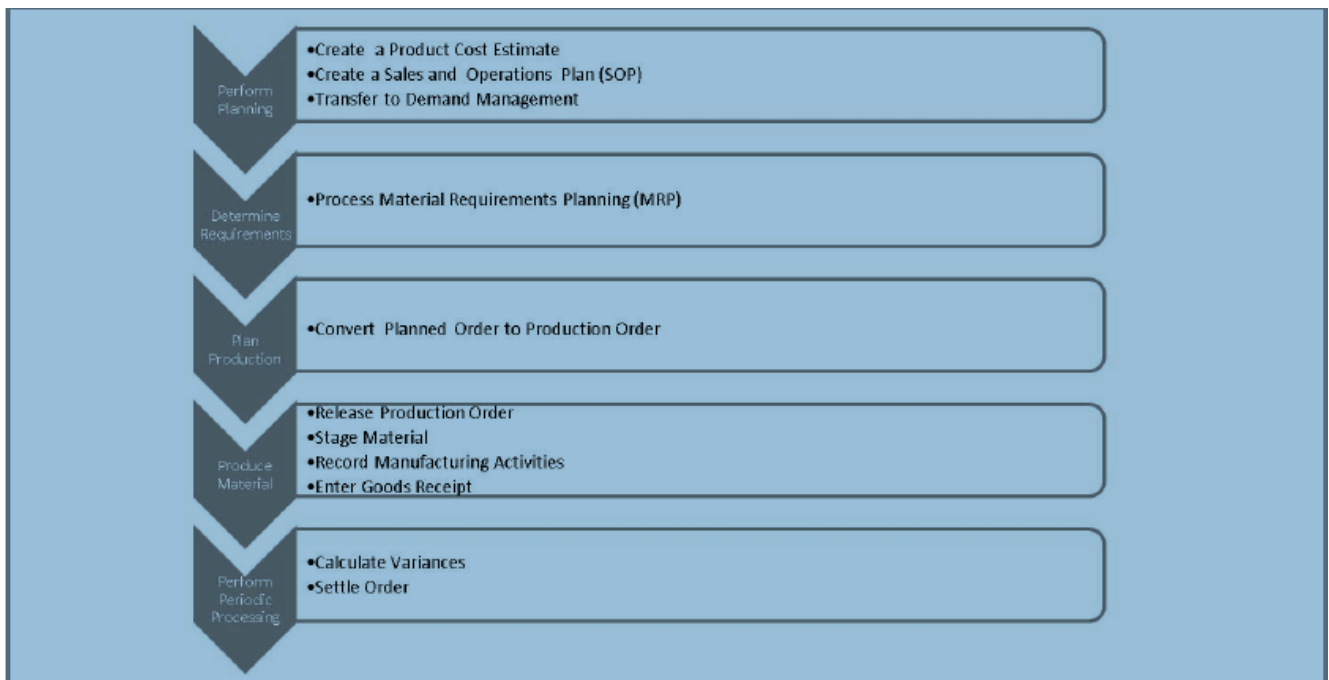 Perform
Planning
•Create a Product Cost Estimate
•Create a Sales and Operations Plan (SOP)
•Transfer to Demand Management
Determine
Requirements
•Process Material Requirements Planning (MRP)
Plan
Production
•Convert Planned Order to Production Order
Produce
Material
•Release Production Order
•Stage Material
•Record Manufacturing Activities
•Enter Goods Receipt
Perform
Periodic
Processing
•Calculate Variances
•Settle Order